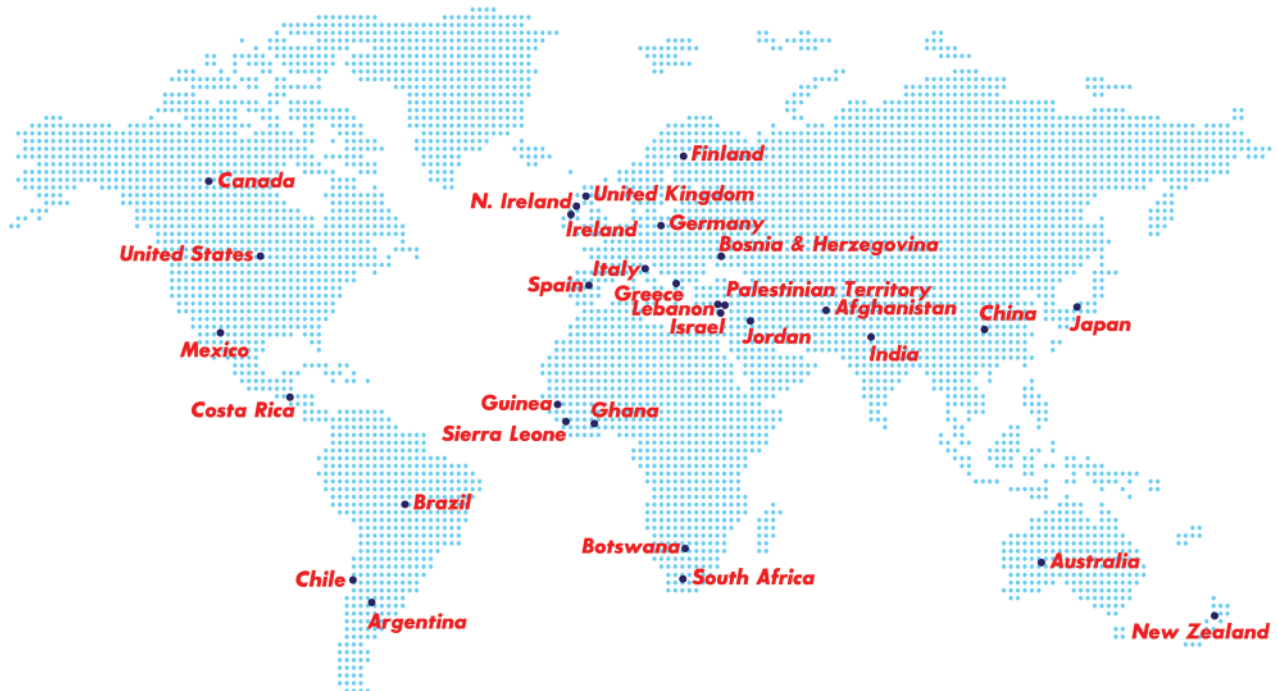 Finland
Canada
United Kingdom
N. Ireland
Germany
Ireland
Bosnia & Herzegovina
United States
Italy
Spain
Greece
Palestinian Territory
Lebanon
Afghanistan
China
Israel
Japan
Jordan
Mexico
India
Guinea
Ghana
Costa Rica
Sierra Leone
Brazil
Botswana
Australia
South Africa
Chile
Argentina
New Zealand